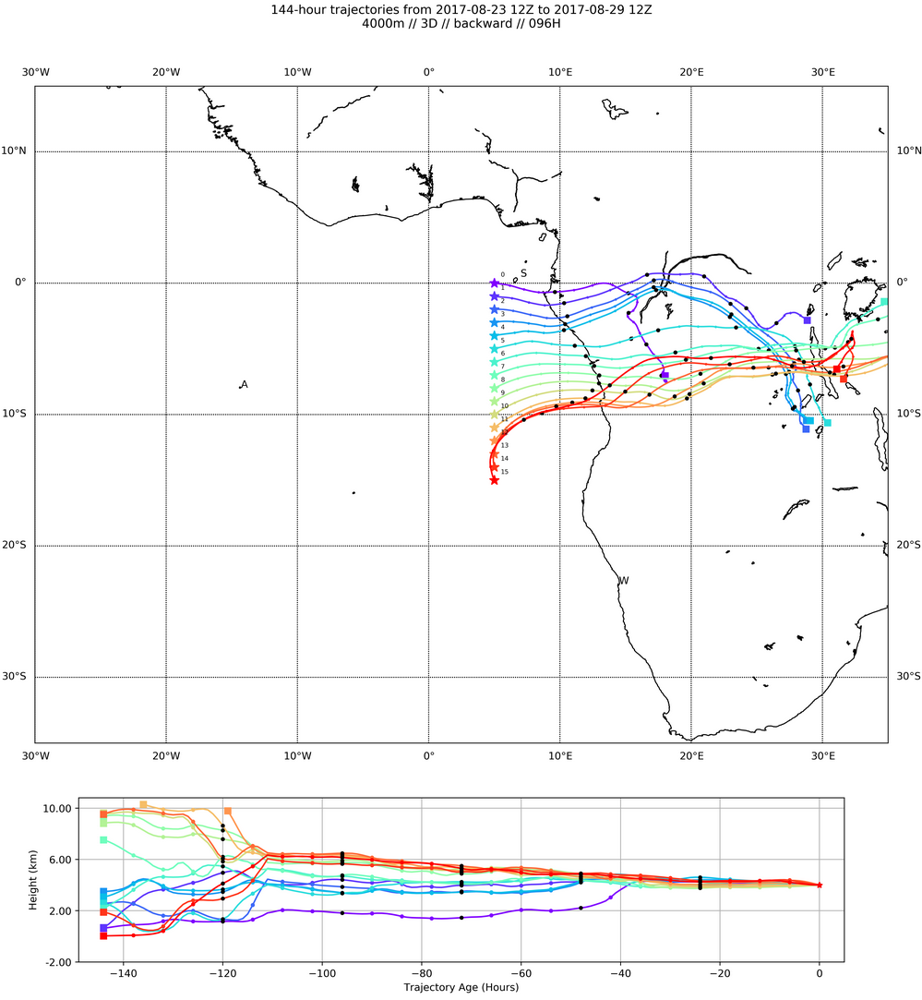 144-hour trajectories from 2017-08-23 12Z to 2017-08-29 12Z
4000m // 3D // backward // 096H
30°W 20°W 10°W 0° 10°E 20°E 30°E
10°N 10°N
0° 0°
10°S 10°S
20°S 20°S
30°S 30°S
S
A
W
0
1
2
3
4
5
6
7
8
9
10
11
12
13
14
15
30°W 20°W 10°W 0° 10°E 20°E 30°E
Height (km)
10.00
6.00
2.00
-2.00
−140 −120 −100 −80 −60 −40 −20 0
Trajectory Age (Hours)